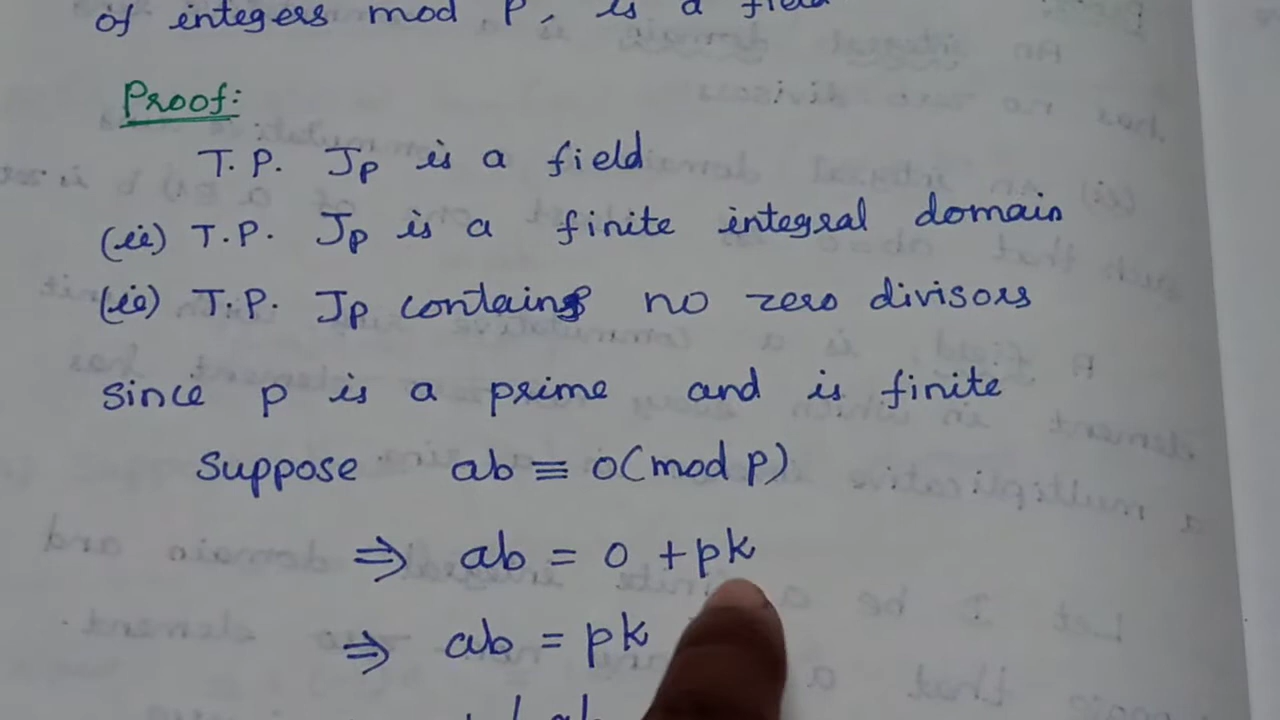 of integers mod P, is a field
Proof:
T.P. Jp is a field
(ie) T.P. Jp is a finite integral domain
(ie) T.P. Jp contains no zero divisors
since p is a prime and is finite
suppose ab ≡ 0(mod p)
⇒ ab = 0 + pk
⇒ ab = pk